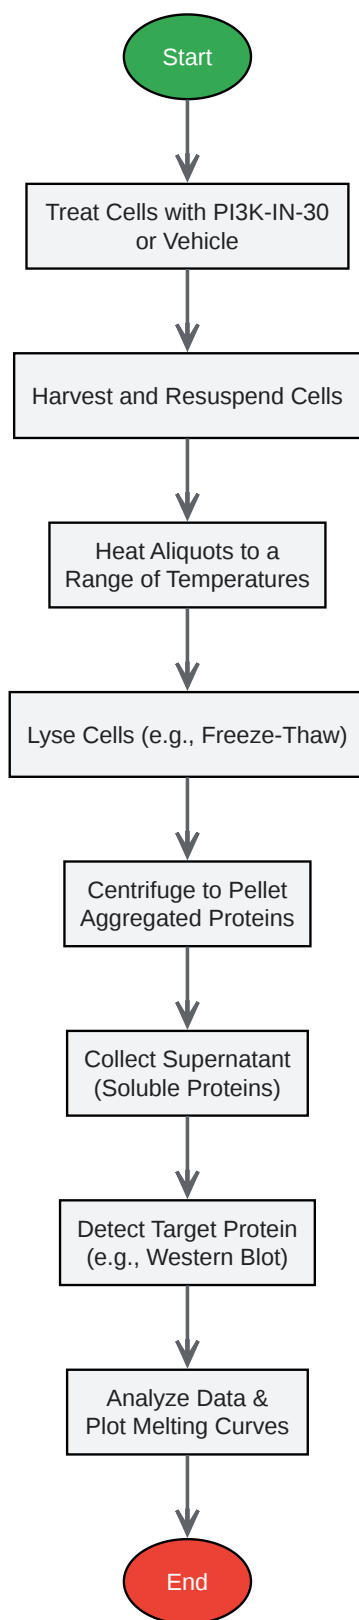 Start
Treat Cells with PI3K-IN-30
or Vehicle
Harvest and Resuspend Cells
Heat Aliquots to a
Range of Temperatures
Lyse Cells (e.g., Freeze-Thaw)
Centrifuge to Pellet
Aggregated Proteins
Collect Supernatant
(Soluble Proteins)
Detect Target Protein
(e.g., Western Blot)
Analyze Data &
Plot Melting Curves
End